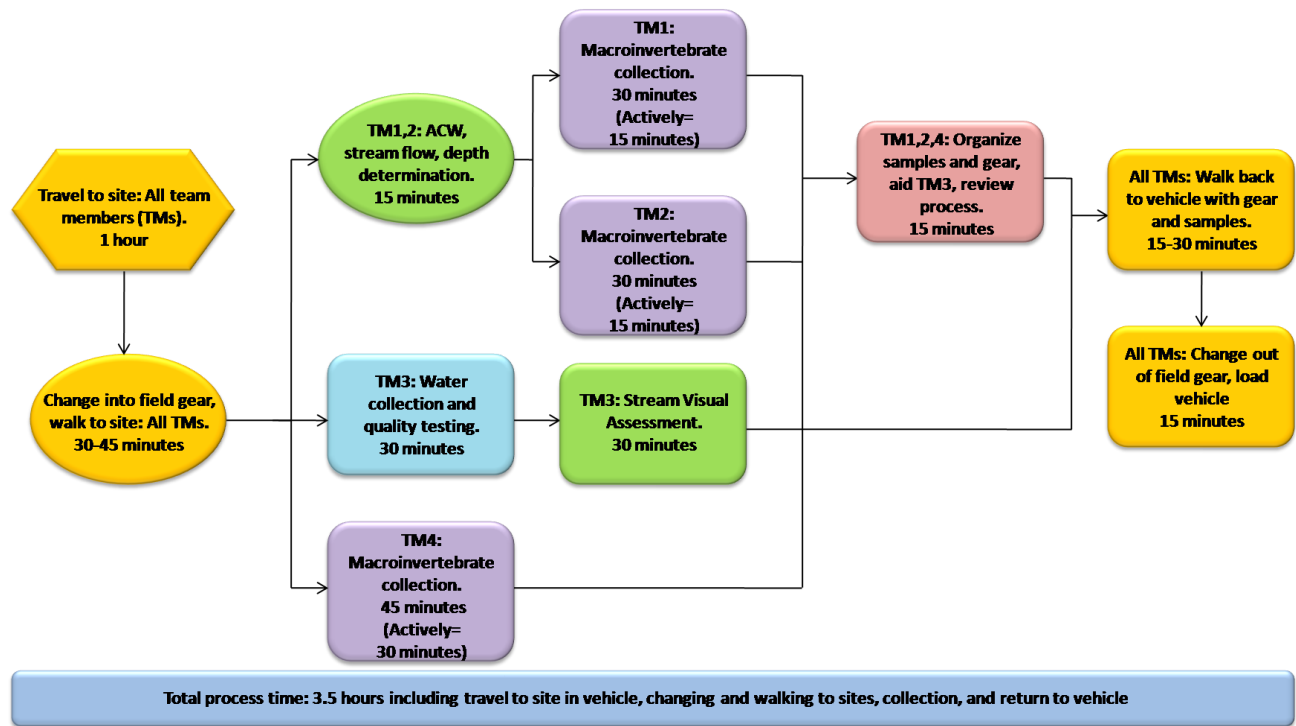 Travel to site: All team
members (TMs).
1 hour
Change into field gear,
walk to site: All TMs.
30-45 minutes
TM1,2: ACW,
stream flow, depth
determination.
15 minutes
TM1:
Macroinvertebrate
collection.
30 minutes
(Actively=
15 minutes)
TM2:
Macroinvertebrate
collection.
30 minutes
(Actively=
15 minutes)
TM3: Water
collection and
quality testing.
30 minutes
TM3: Stream Visual
Assessment.
30 minutes
TM4:
Macroinvertebrate
collection.
45 minutes
(Actively=
30 minutes)
TM1,2,4: Organize
samples and gear,
aid TM3, review
process.
15 minutes
All TMs: Walk back
to vehicle with gear
and samples.
15-30 minutes
All TMs: Change out
of field gear, load
vehicle
15 minutes
Total process time: 3.5 hours including travel to site in vehicle, changing and walking to sites, collection, and return to vehicle